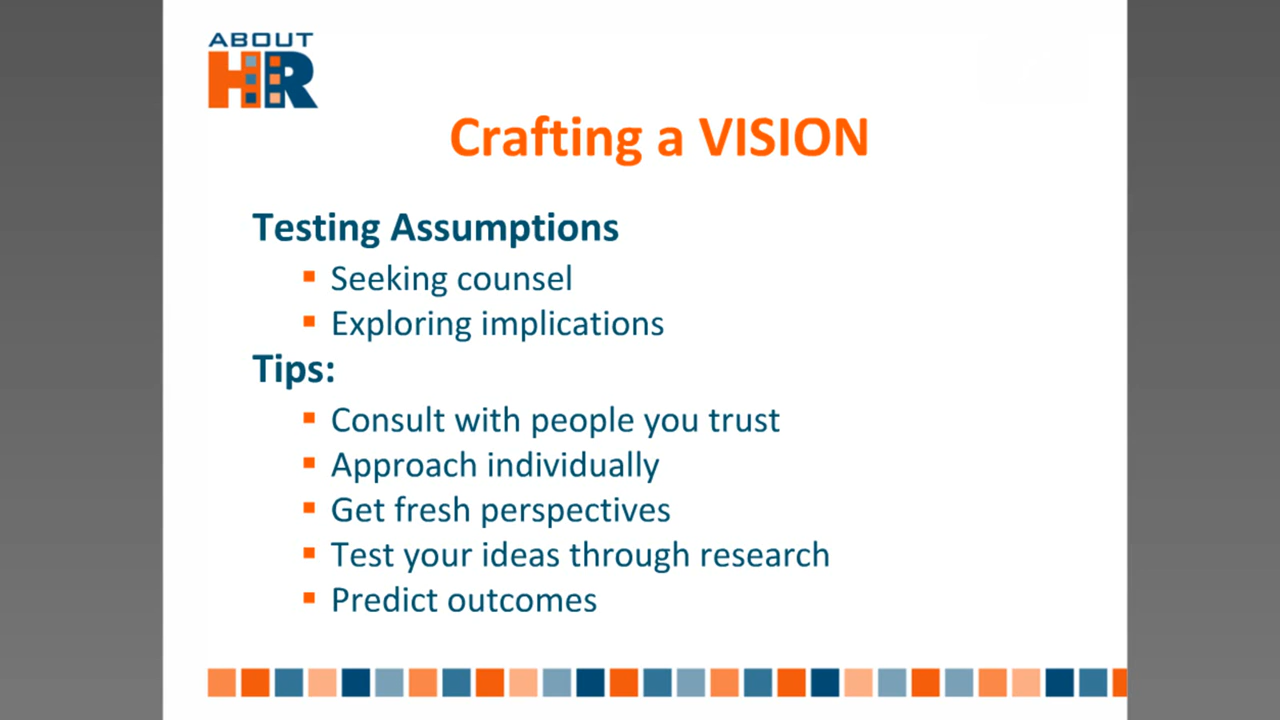 ABOUT
HR
Crafting a VISION
Testing Assumptions
Seeking counsel
Exploring implications
Tips:
Consult with people you trust
Approach individually
Get fresh perspectives
Test your ideas through research
Predict outcomes